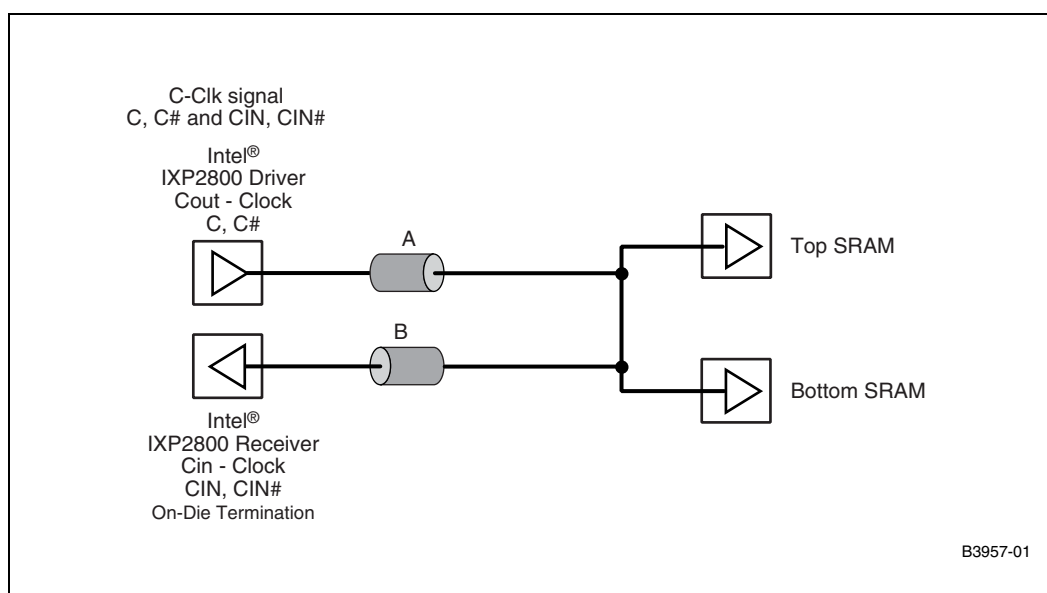 C-Clk signal
C, C# and CIN, CIN#
Intel®
IXP2800 Driver
Cout - Clock
C, C#
A
Top SRAM
B
Bottom SRAM
Intel®
IXP2800 Receiver
Cin - Clock
CIN, CIN#
On-Die Termination
B3957-01